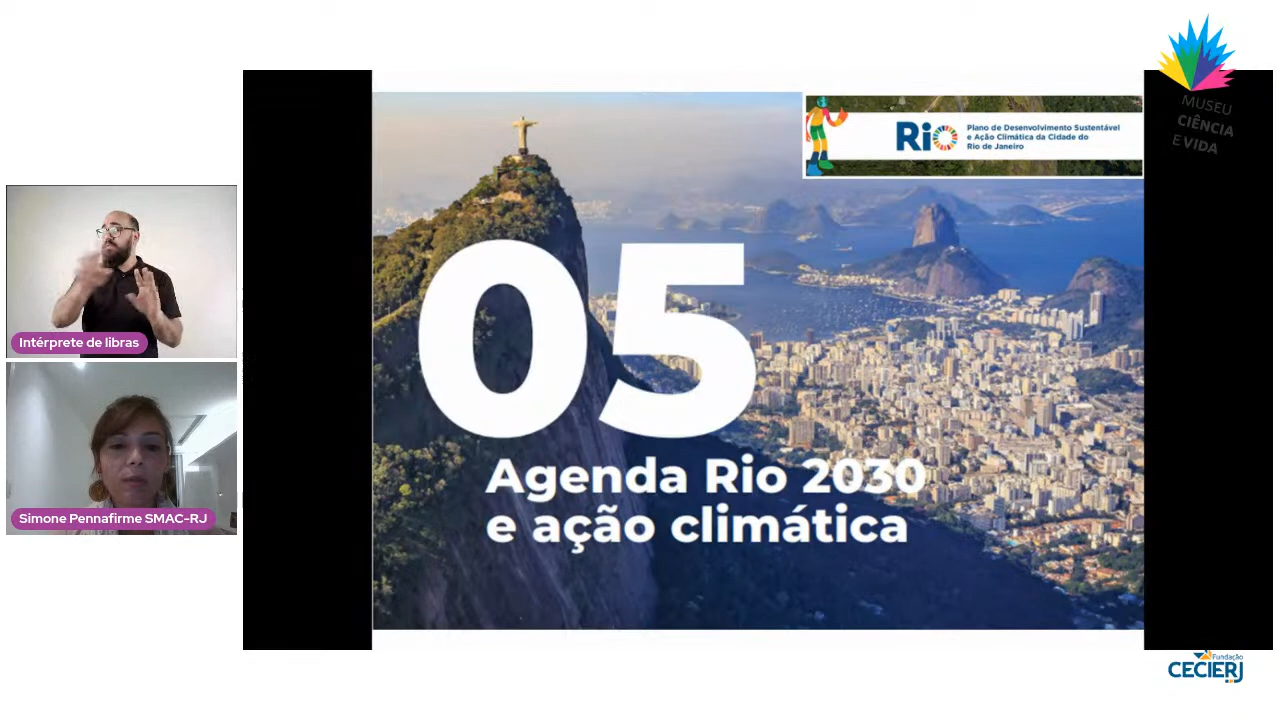 MUSEU
CIÊNCIA
E VIDA
Rio
Plano de Desenvolvimento Sustentável
e Ação Climática da Cidade do
Rio de Janeiro
05
Agenda Rio 2030
e ação climática
Intérprete de libras
Simone Pennafirme SMAC-RJ
Fundação
CECIERJ